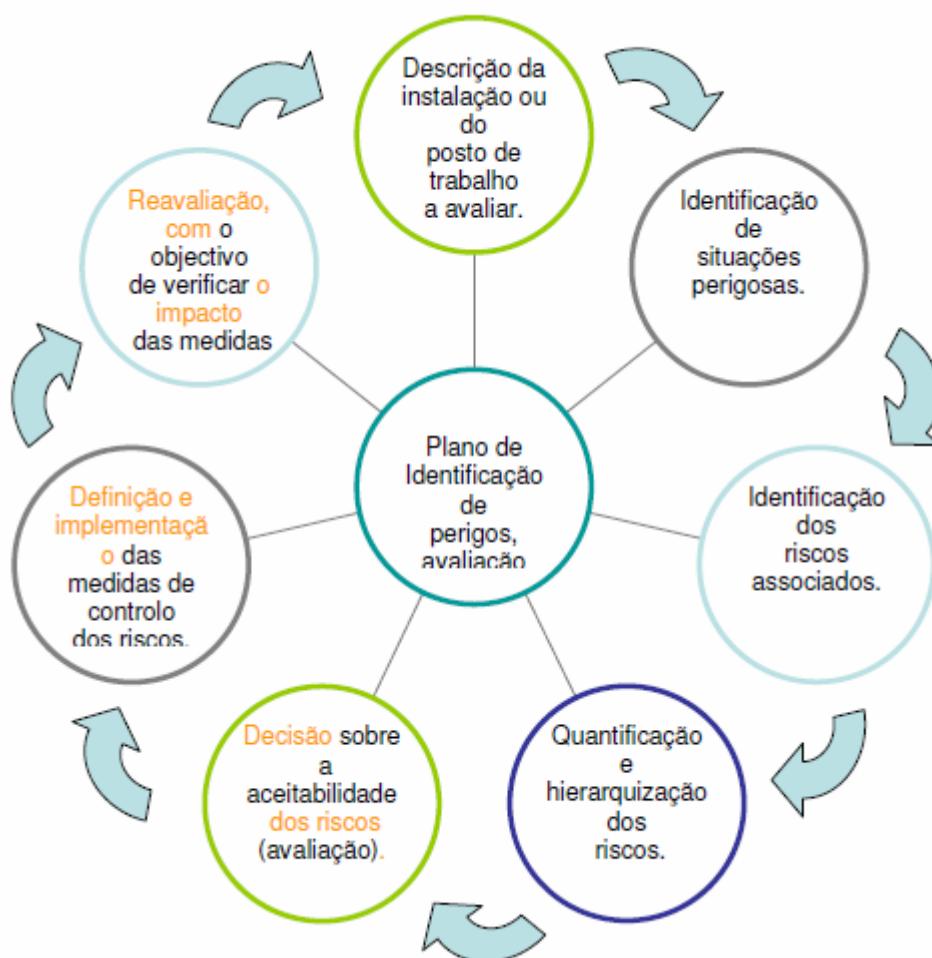 Descrição da
instalação ou
do
posto de
trabalho
a avaliar.
Identificação
de
situações
perigosas.
Identificação
dos
riscos
associados.
Quantificação
e
hierarquização
dos
riscos.
Decisão sobre
a
aceitabilidade
dos riscos
(avaliação).
Definição e
implementaçã
o das
medidas de
controlo
dos riscos.
Reavaliação,
com o
objectivo
de verificar o
impacto
das medidas
Plano de
Identificação
de
perigos,
avaliação